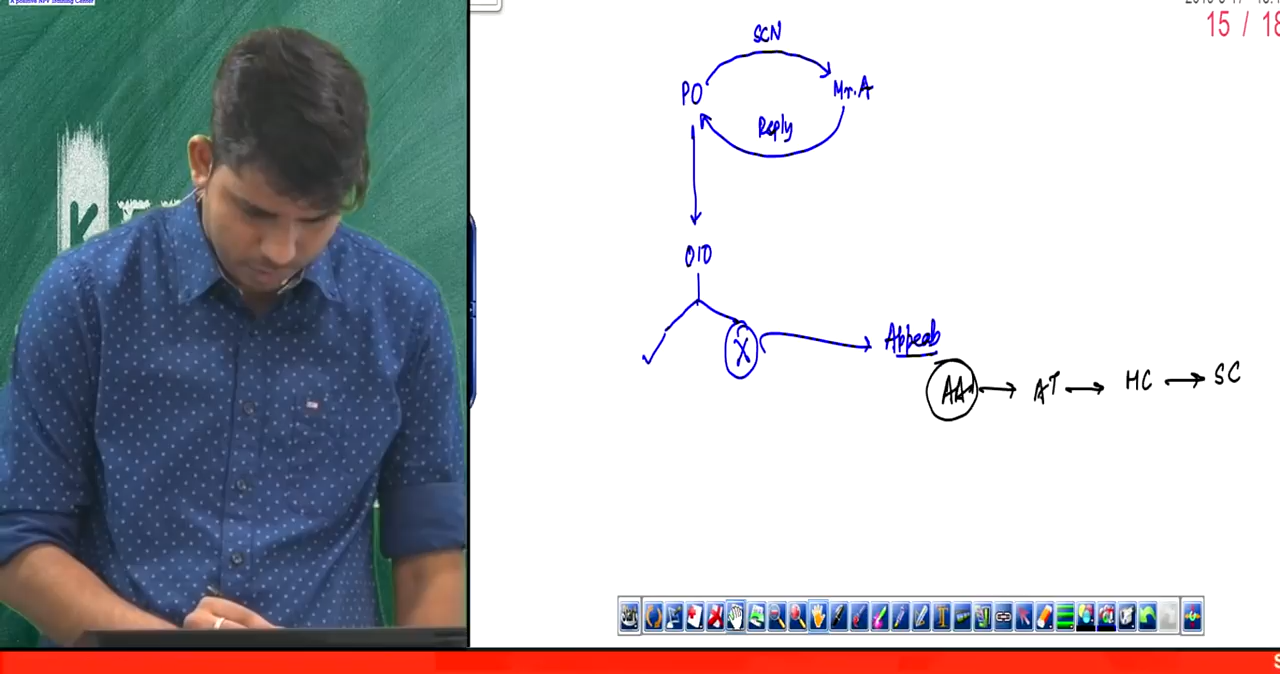 15 / 18
SCN
PO
Mr.A
Reply
OIO
X
Appeals
AA → AT → HC → SC